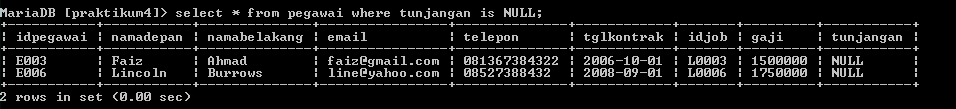 MariaDB [praktikum4]> select * from pegawai where tunjangan is NULL;
+-----------+-----------+--------------+----------------+--------------+-------------+-------+---------+-----------+
| idpegawai | namadepan | namabelakang | email          | telepon      | tglkontrak | idjob | gaji    | tunjangan |
+-----------+-----------+--------------+----------------+--------------+-------------+-------+---------+-----------+
| E003      | Faiz      | Ahmad        | faiz@gmail.com | 081367384322 | 2006-10-01 | L0003 | 1500000 | NULL      |
| E006      | Lincoln   | Burrows      | line@yahoo.com | 08527388432  | 2008-09-01 | L0006 | 1750000 | NULL      |
+-----------+-----------+--------------+----------------+--------------+-------------+-------+---------+-----------+
2 rows in set (0.00 sec)